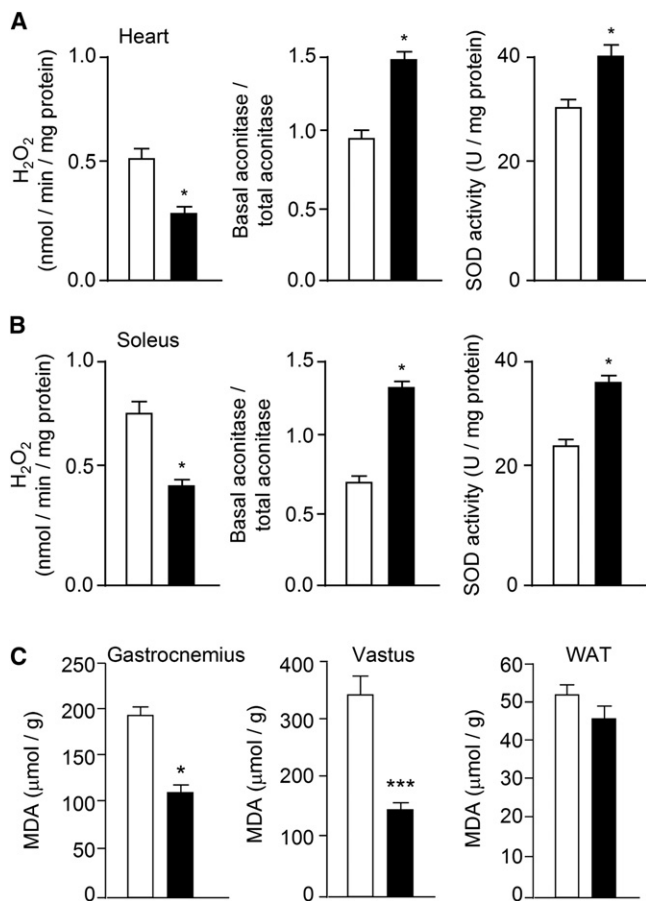 A
Heart
H2O2
(nmol / min / mg protein)
1.0
0.5
0.0
*
Basal aconitase /
total aconitase
1.5
1.0
1.5
0.0
*
SOD activity (U / mg protein)
40
20
0
*
B
Soleus
H2O2
(nmol / min / mg protein)
1.0
0.5
0.0
*
Basal aconitase /
total aconitase
1.5
1.0
0.5
0.0
*
SOD activity (U / mg protein)
40
20
0
*
C
Gastrocnemius
MDA (μmol / g)
250
200
150
100
50
0
*
Vastus
MDA (μmol / g)
400
300
150
100
0
***
WAT
MDA (μmol / g)
60
50
40
30
20
10
0